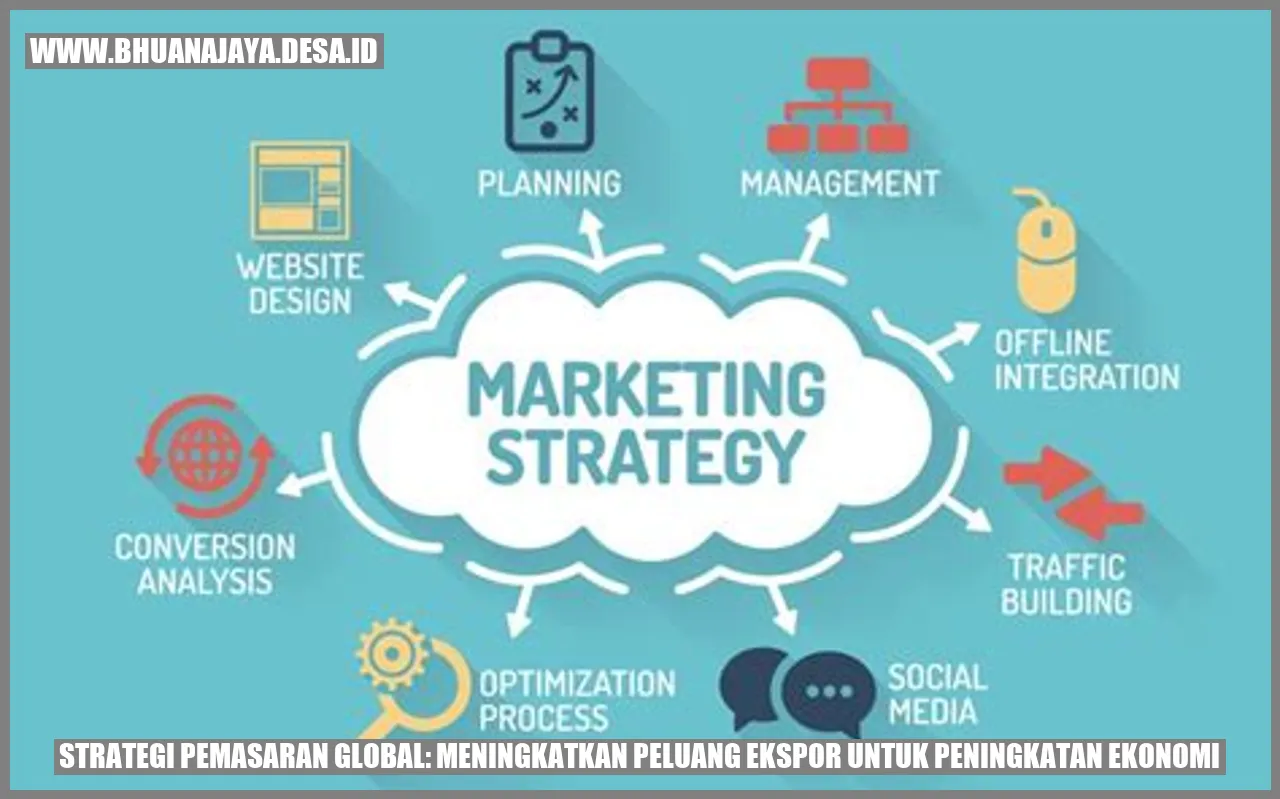 WWW.BHUANAJAYA.DESA.ID
PLANNING
MANAGEMENT
WEBSITE
DESIGN
OFFLINE
INTEGRATION
MARKETING
STRATEGY
CONVERSION
ANALYSIS
TRAFFIC
BUILDING
OPTIMIZATION
PROCESS
SOCIAL
MEDIA
STRATEGI PEMASARAN GLOBAL: MENINGKATKAN PELUANG EKSPOR UNTUK PENINGKATAN EKONOMI